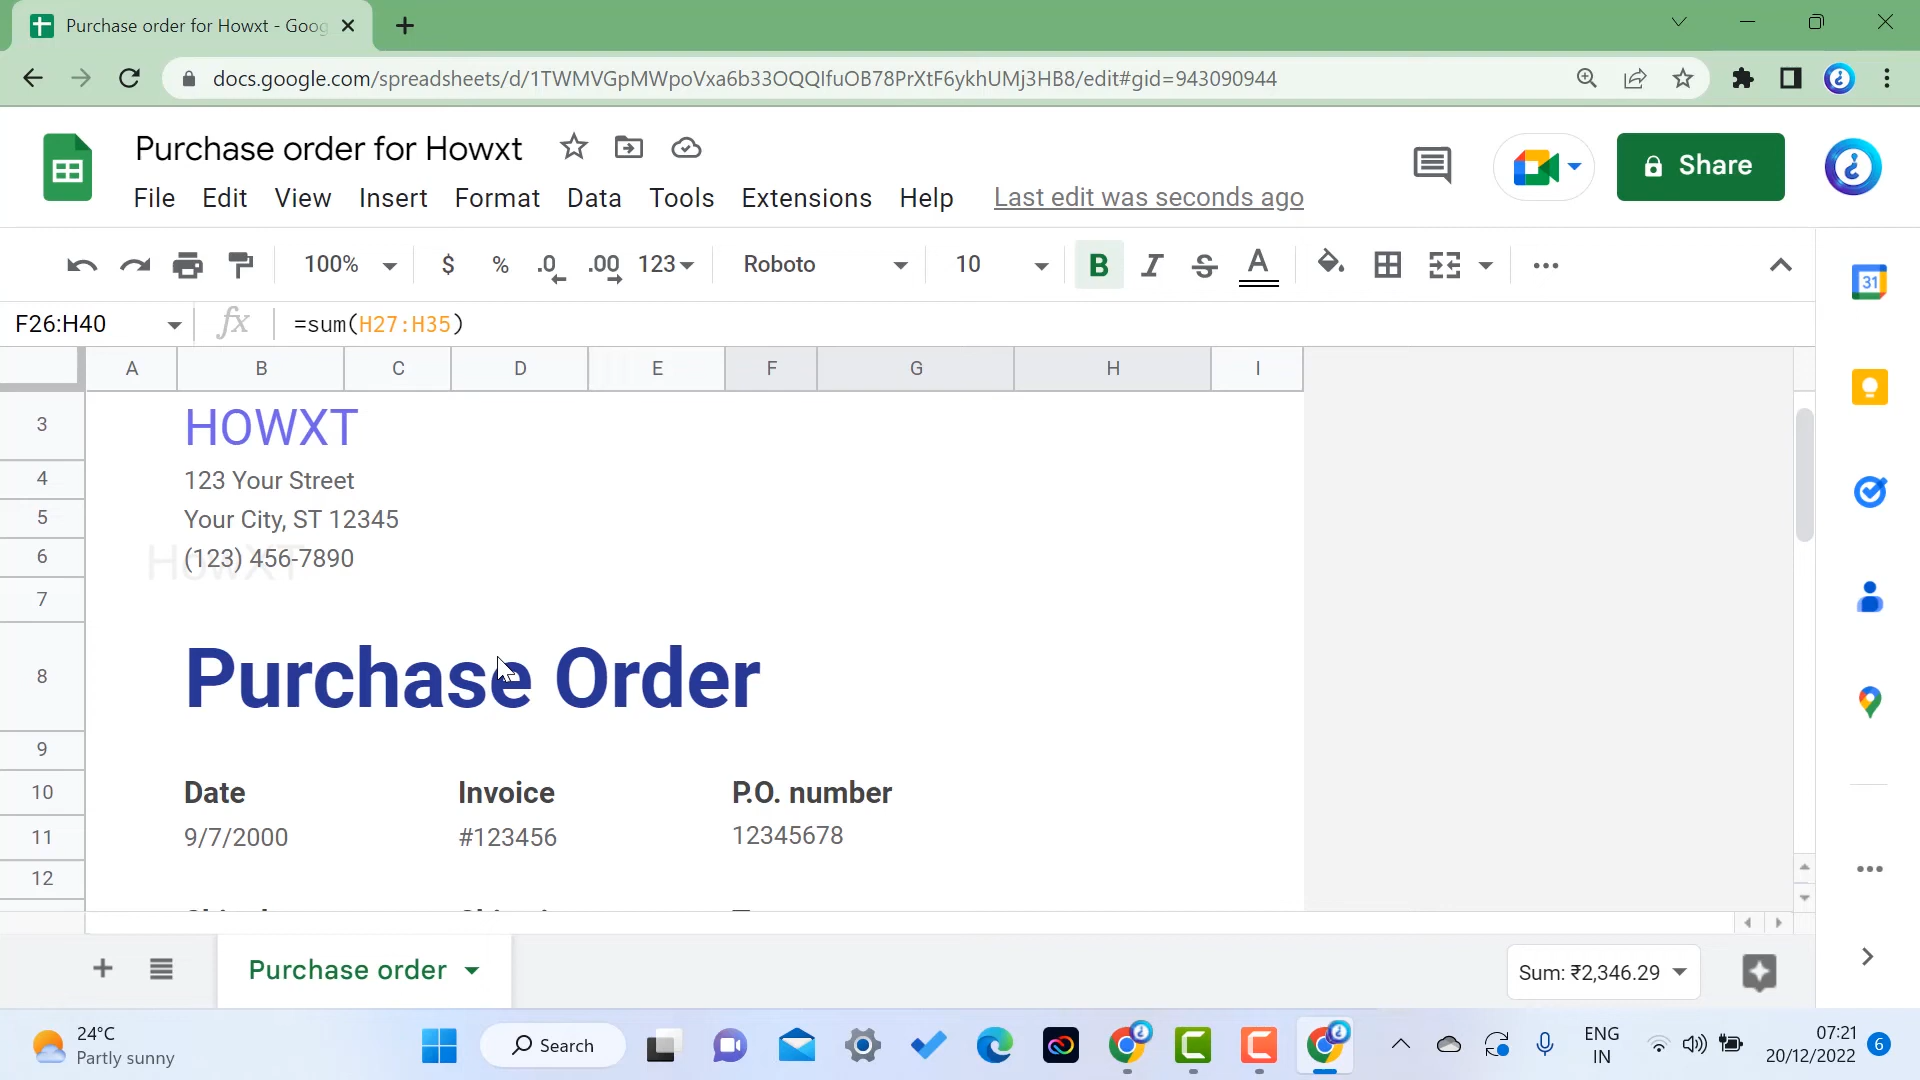 Purchase order for Howxt - Goog
docs.google.com/spreadsheets/d/1TWMVGpMWpoVxa6b33OQQIfuOB78PrXtF6ykhUMj3HB8/edit#gid=943090944
Purchase order for Howxt
Share
File Edit View Insert Format Data Tools Extensions Help Last edit was seconds ago
100% $ % .0 .00 123 Roboto 10 B I S A
31
F26:H40 fx =sum(H27:H35)
A B C D E F G H I
3 HOWXT
4 123 Your Street
5 Your City, ST 12345
6 (123) 456-7890
HowXT
7
8 Purchase Order
9
10 Date Invoice P.O. number
11 9/7/2000 #123456 12345678
12
Purchase order
Sum: ₹2,346.29
24°C
Partly sunny
Search
ENG
IN
07:21
20/12/2022
6